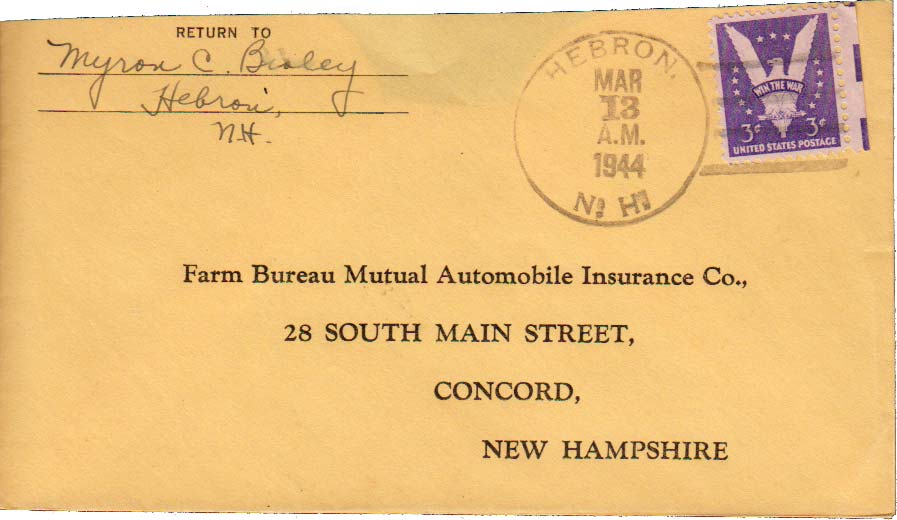 RETURN TO
Myron C.
Hebron,
N.H.
HEBRON.
MAR
13
A.M.
1944
N. H.
WIN THE WAR
3¢ 3¢
UNITED STATES POSTAGE
Farm Bureau Mutual Automobile Insurance Co.,
28 SOUTH MAIN STREET,
CONCORD,
NEW HAMPSHIRE